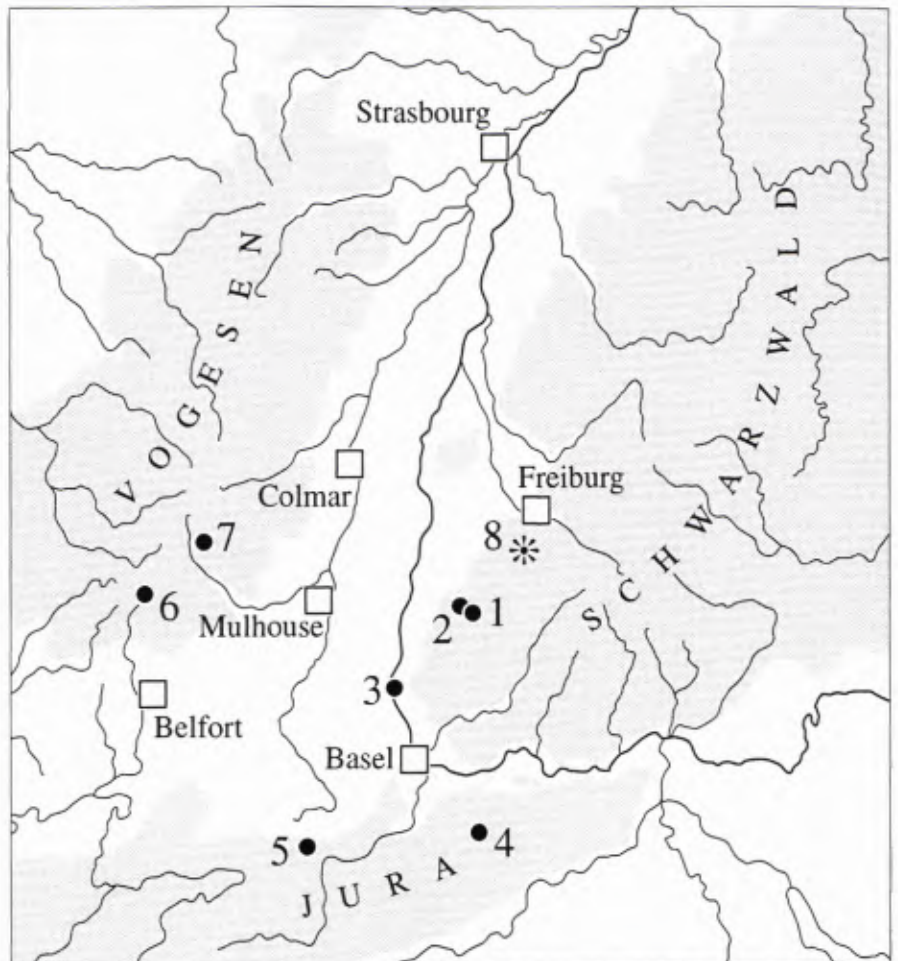 Strasbourg
VOGESEN
SCHWARZWALD
Colmar
Freiburg
8
7
6
Mulhouse
2
1
3
Belfort
Basel
5
4
JURA